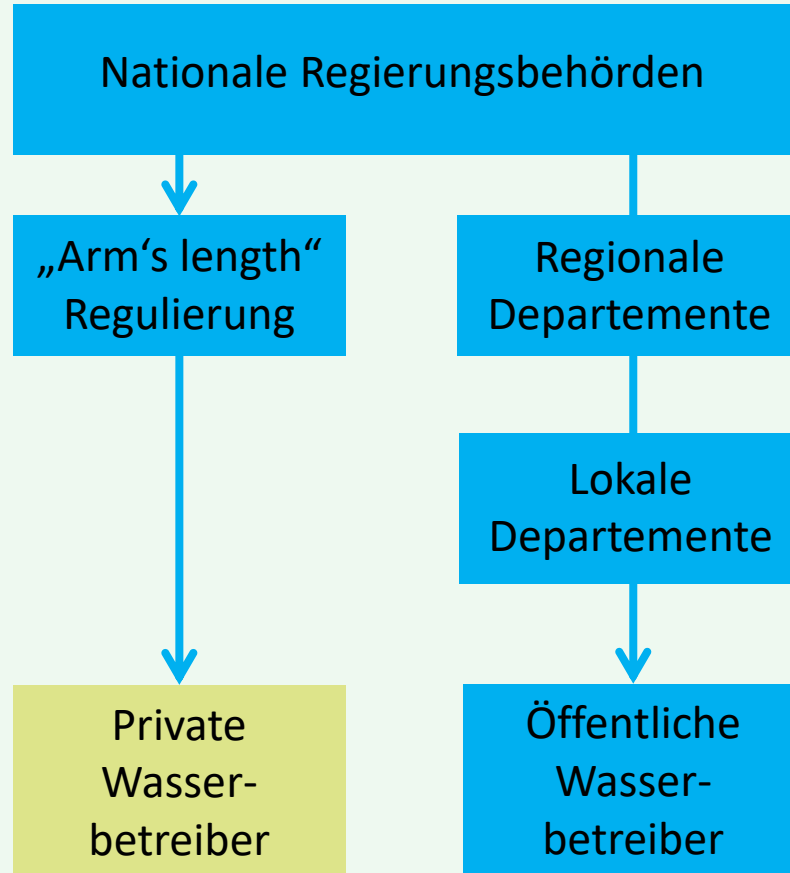 Nationale Regierungsbehörden
„Arm‘s length“
Regulierung
Regionale
Departemente
Lokale
Departemente
Private
Wasser-
betreiber
Öffentliche
Wasser-
betreiber